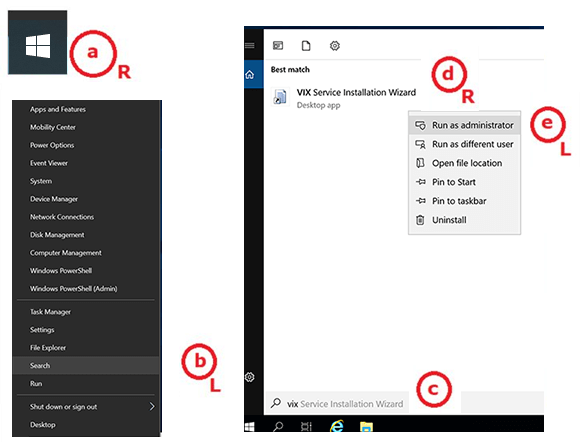 a
R
Apps and Features
Mobility Center
Power Options
Event Viewer
System
Device Manager
Network Connections
Disk Management
Computer Management
Windows PowerShell
Windows PowerShell (Admin)
Task Manager
Settings
File Explorer
Search
Run
Shut down or sign out
Desktop
b
L
Best match
VIX Service Installation Wizard
Desktop app
d
R
Run as administrator
Run as different user
Open file location
Pin to Start
Pin to taskbar
Uninstall
e
L
c
vix Service Installation Wizard